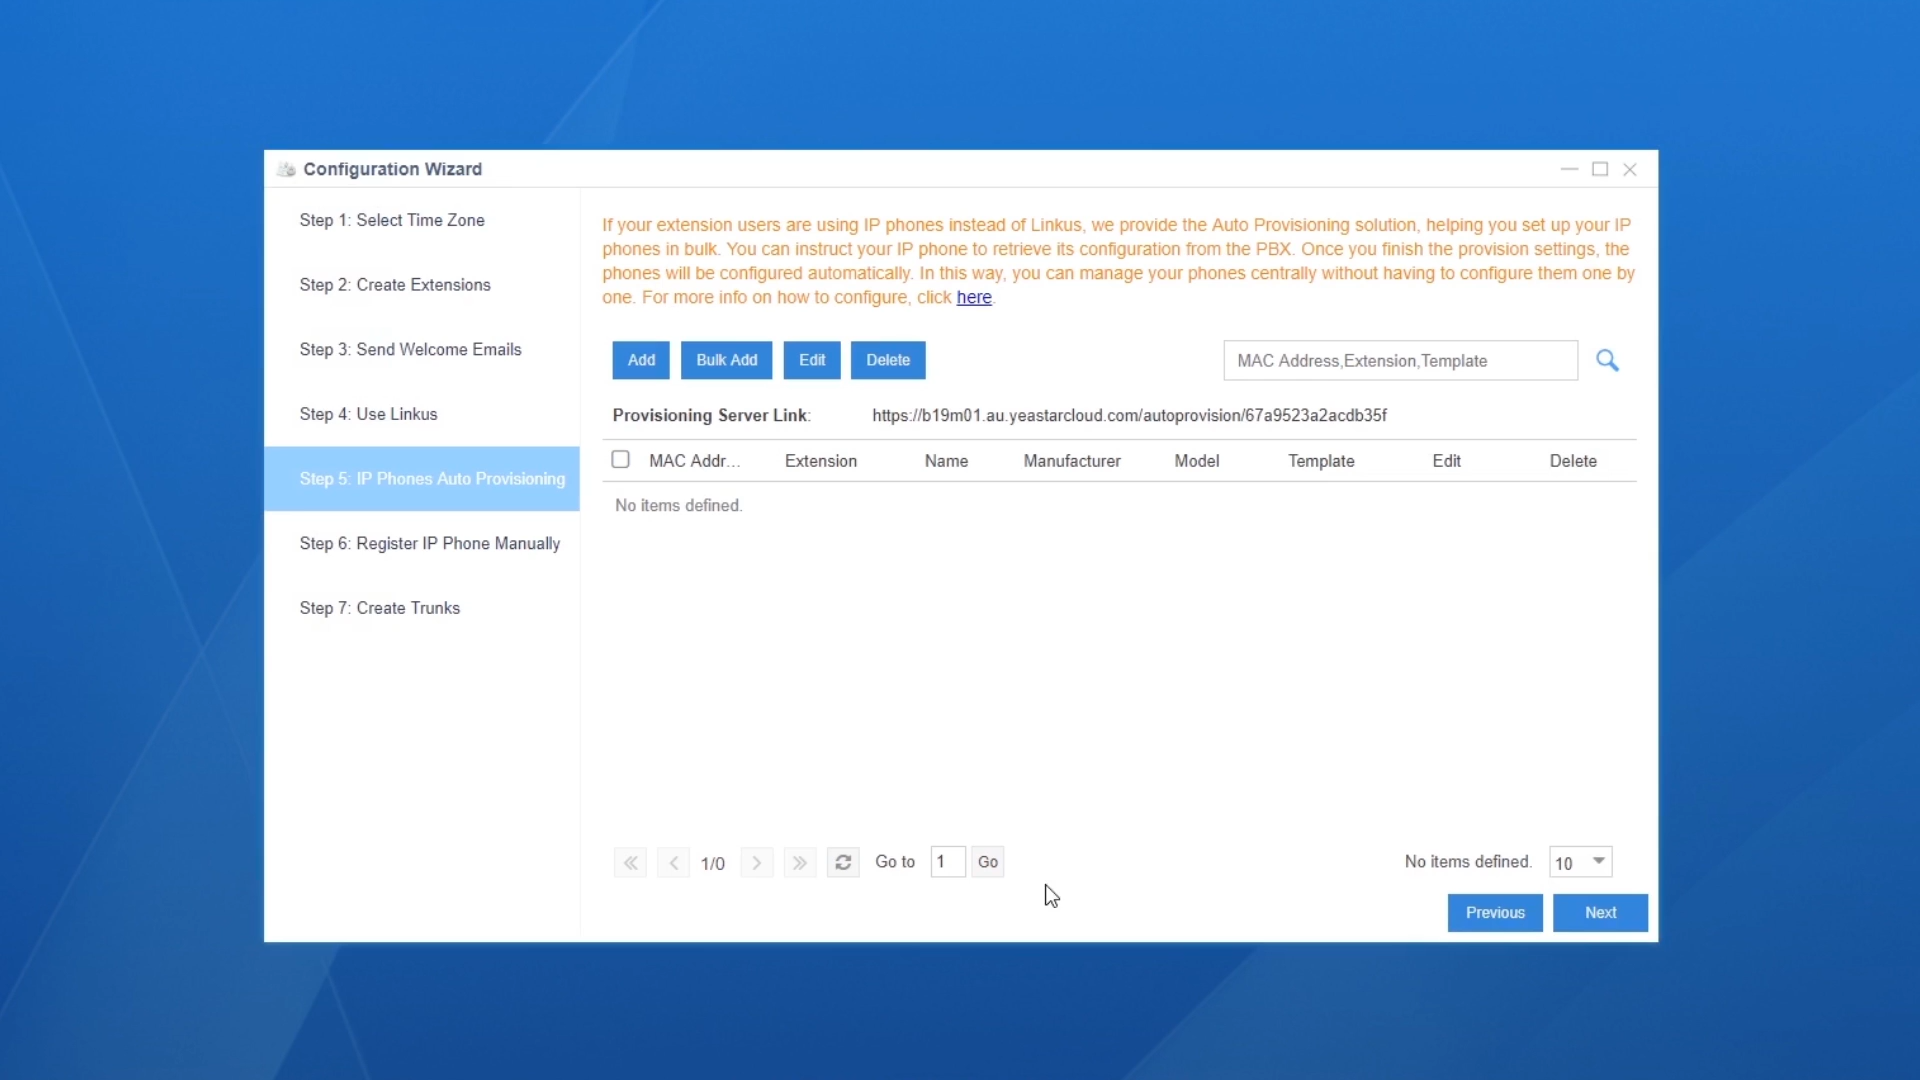 Configuration Wizard
Step 1: Select Time Zone
Step 2: Create Extensions
Step 3: Send Welcome Emails
Step 4: Use Linkus
Step 5: IP Phones Auto Provisioning
Step 6: Register IP Phone Manually
Step 7: Create Trunks
If your extension users are using IP phones instead of Linkus, we provide the Auto Provisioning solution, helping you set up your IP
phones in bulk. You can instruct your IP phone to retrieve its configuration from the PBX. Once you finish the provision settings, the
phones will be configured automatically. In this way, you can manage your phones centrally without having to configure them one by
one. For more info on how to configure, click here.
Add Bulk Add Edit Delete MAC Address,Extension,Template
Provisioning Server Link: https://b19m01.au.yeastarcloud.com/autoprovision/67a9523a2acdb35f
MAC Addr... Extension Name Manufacturer Model Template Edit Delete
No items defined.
1/0 Go to 1 Go No items defined. 10
Previous Next